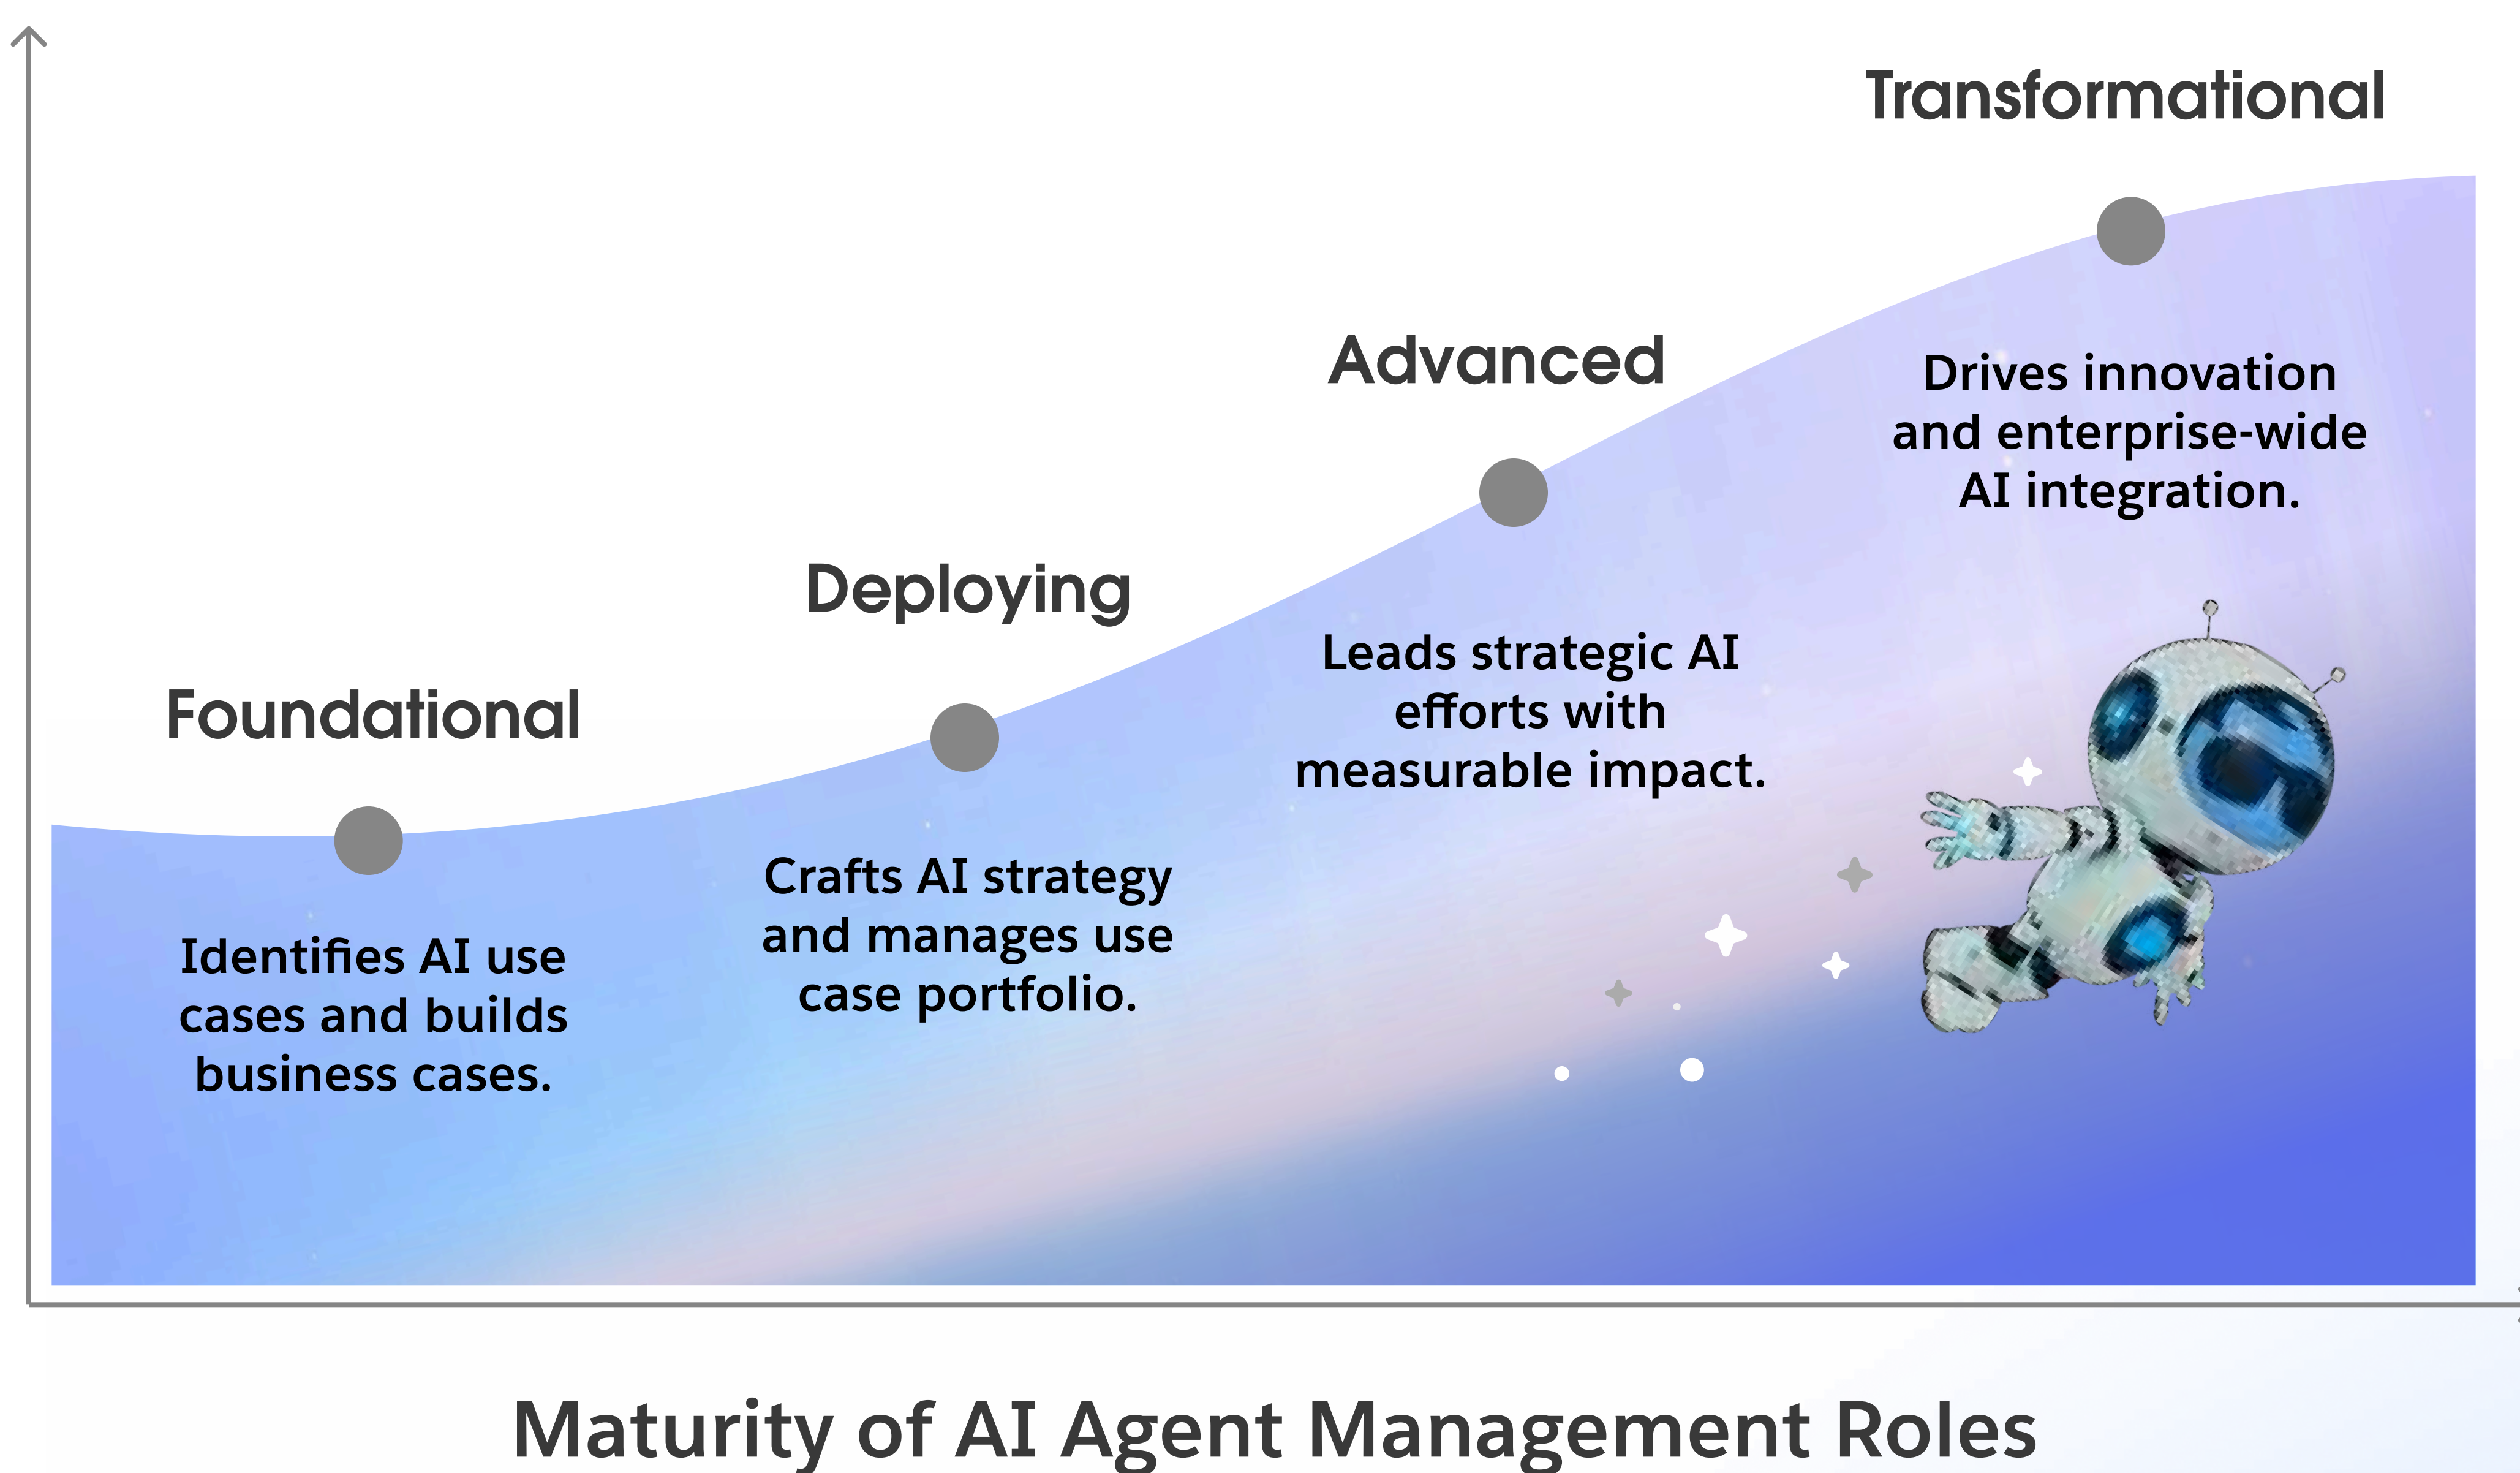 Transformational
Drives innovation
and enterprise-wide
AI integration.
Advanced
Leads strategic AI
efforts with
measurable impact.
Deploying
Crafts AI strategy
and manages use
case portfolio.
Foundational
Identifies AI use
cases and builds
business cases.
Maturity of AI Agent Management Roles